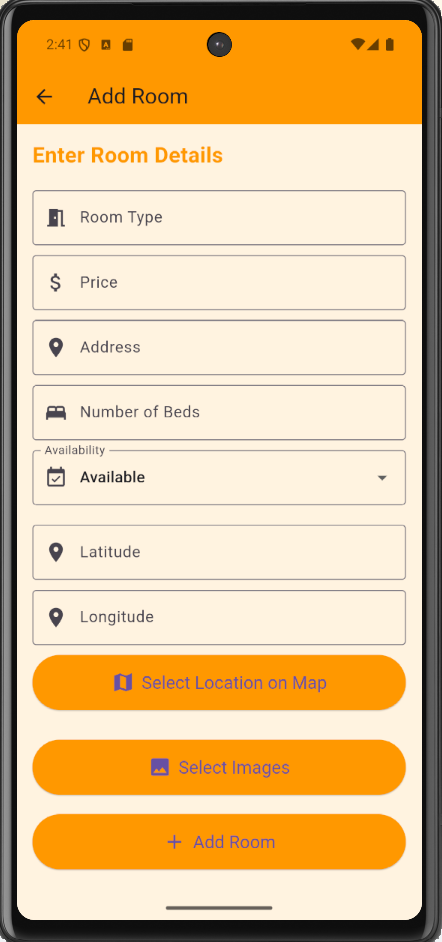 2:41
Add Room
Enter Room Details
Room Type
$ Price
Address
Number of Beds
Availability
Available
Latitude
Longitude
Select Location on Map
Select Images
+ Add Room